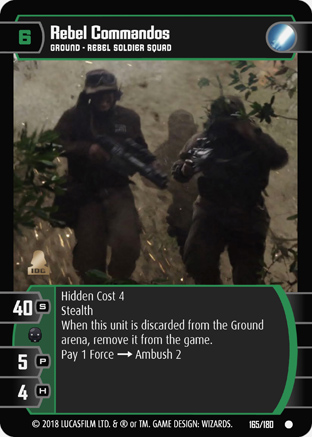 6
Rebel Commandos
GROUND - REBEL SOLDIER SQUAD
IDC
40 S
5 P
4 H
Hidden Cost 4
Stealth
When this unit is discarded from the Ground
arena, remove it from the game.
Pay 1 Force → Ambush 2
© 2018 LUCASFILM LTD. & ® or TM. GAME DESIGN: WIZARDS.
165/180